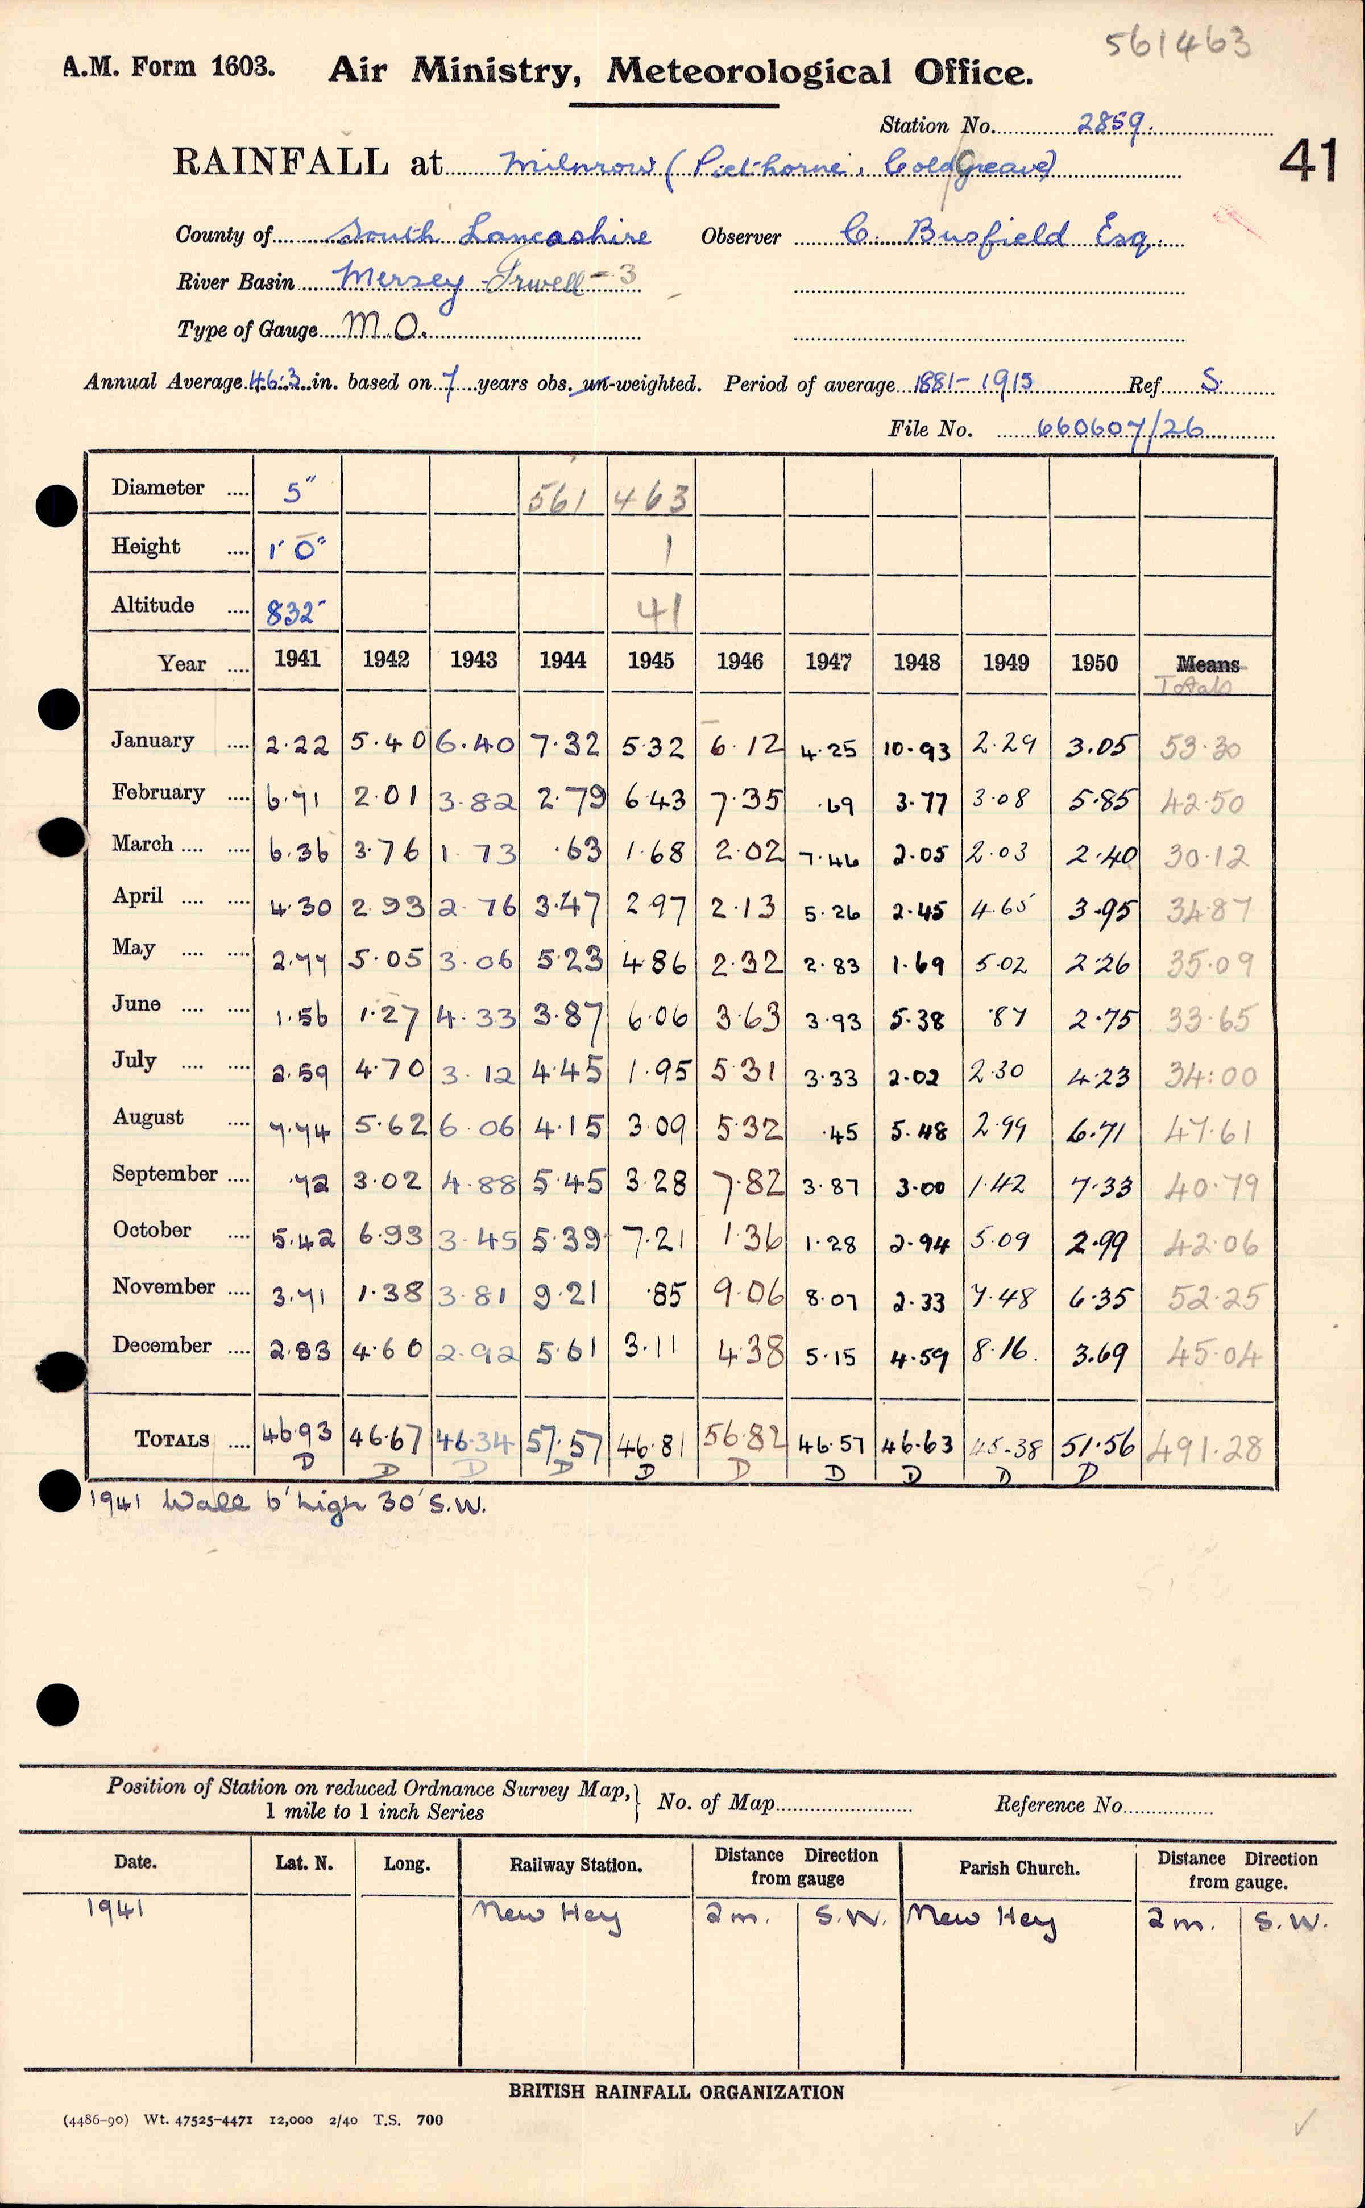 561463
A.M. Form 1603. Air Ministry, Meteorological Office.
Station No. 2859.
RAINFALL at Milnrow (Piethorne, Coldgreave)
41
County of South Lancashire Observer C. Busfield Esq.
River Basin Mersey Irwell - 3
Type of Gauge M.O.
Annual Average 46.3 in. based on 7 years obs. un-weighted. Period of average 1881-1915 Ref S.
File No. 660607/26
Diameter .... 5" 561 463
Height .... 1' 0" 1
Altitude .... 832' 41
Year .... 1941 1942 1943 1944 1945 1946 1947 1948 1949 1950 Means
Totals
January .... 2.22 5.40 6.40 7.32 5.32 6.12 4.25 10.93 2.29 3.05 53.30
February .... 6.71 2.01 3.82 2.79 6.43 7.35 .69 3.77 3.08 5.85 42.50
March .... .... 6.36 3.76 1.73 .63 1.68 2.02 7.46 2.05 2.03 2.40 30.12
April .... .... 4.30 2.93 2.76 3.47 2.97 2.13 5.26 2.45 4.65 3.95 34.87
May .... .... 2.77 5.05 3.06 5.23 4.86 2.32 2.83 1.69 5.02 2.26 35.09
June .... .... 1.56 1.27 4.33 3.87 6.06 3.63 3.93 5.38 .87 2.75 33.65
July .... .... 2.59 4.70 3.12 4.45 1.95 5.31 3.33 2.02 2.30 4.23 34.00
August .... 7.74 5.62 6.06 4.15 3.09 5.32 .45 5.48 2.99 6.71 47.61
September .... .72 3.02 4.88 5.45 3.28 7.82 3.87 3.00 1.42 7.33 40.79
October .... 5.42 6.93 3.45 5.39 7.21 1.36 1.28 2.94 5.09 2.99 42.06
November .... 3.71 1.38 3.81 9.21 .85 9.06 8.07 2.33 7.48 6.35 52.25
December .... 2.83 4.60 2.92 5.61 3.11 4.38 5.15 4.59 8.16 3.69 45.04
TOTALS .... 46.93 46.67 46.34 57.57 46.81 56.82 46.57 46.63 45.38 51.56 491.28
D D D D D D D D D D
1941 Wall 6' high 30' S.W.
Position of Station on reduced Ordnance Survey Map,
1 mile to 1 inch Series
No. of Map Reference No.
Date. Lat. N. Long. Railway Station. Distance Direction from gauge Parish Church. Distance Direction from gauge.
1941 New Hey 2m. S.W. New Hey 2m. S.W.
BRITISH RAINFALL ORGANIZATION
(4486-90) Wt. 47525-4471 12,000 2/40 T.S. 700